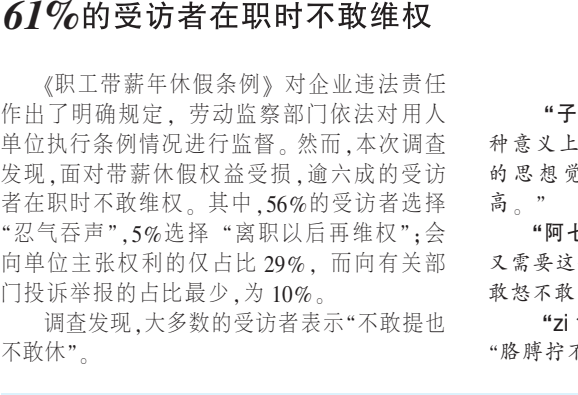 61%的受访者在职时不敢维权
《职工带薪年休假条例》对企业违法责任
作出了明确规定，劳动监察部门依法对用人
单位执行条例情况进行监督。然而,本次调查
发现,面对带薪休假权益受损,逾六成的受访
者在职时不敢维权。其中,56%的受访者选择
“忍气吞声”,5%选择“离职以后再维权”;会
向单位主张权利的仅占比 29%，而向有关部
门投诉举报的占比最少,为 10%。
调查发现,大多数的受访者表示“不敢提也
不敢休”。
“子
种意义上
的思想觉
高。”
“阿七
又需要这
敢怒不敢
“zi
“胳膊拧不